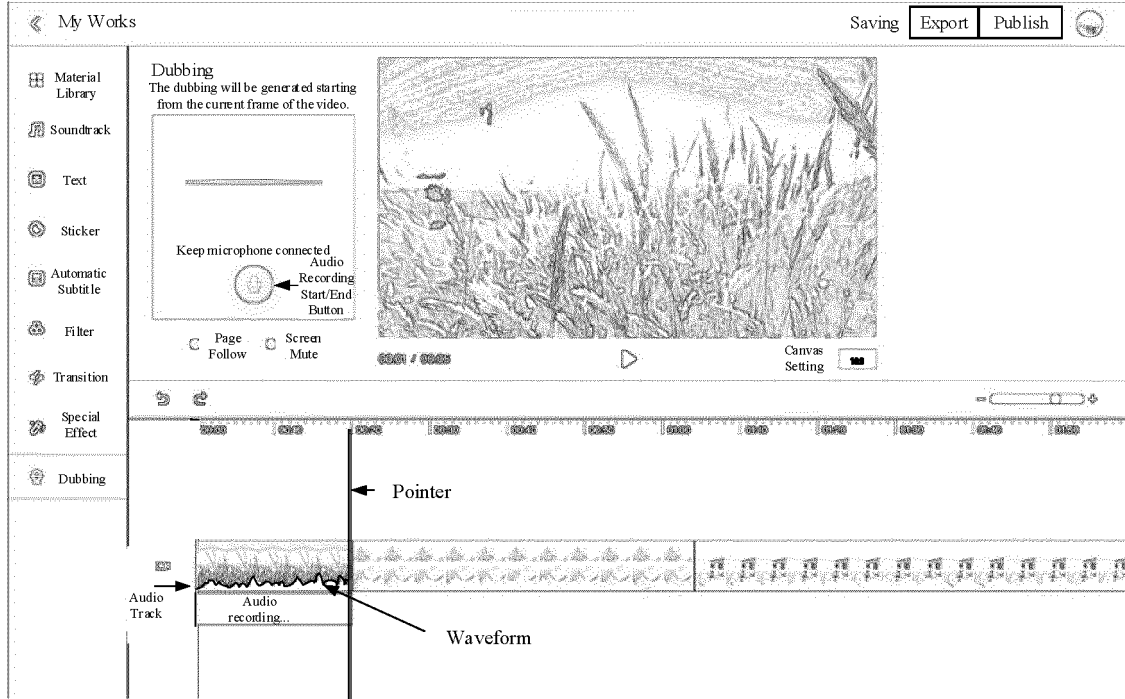 My Works
Saving
Export
Publish
Material
Library
Soundtrack
Text
Sticker
Automatic
Subtitle
Filter
Transition
Special
Effect
Dubbing
Dubbing
The dubbing will be generated starting
from the current frame of the video.
Keep microphone connected
Audio
Recording
Start/End
Button
Page
Follow
Screen
Mute
Canvas
Setting
Pointer
Audio
Track
Audio
recording...
Waveform